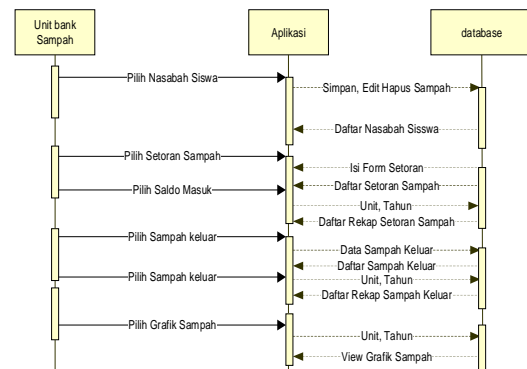 Unit bank
Sampah
Aplikasi
database
Pilih Nasabah Siswa
Simpan, Edit Hapus Sampah
Daftar Nasabah Sisswa
Pilih Setoran Sampah
Isi Form Setoran
Daftar Setoran Sampah
Pilih Saldo Masuk
Unit, Tahun
Daftar Rekap Setoran Sampah
Pilih Sampah keluar
Data Sampah Keluar
Daftar Sampah Keluar
Pilih Sampah keluar
Unit, Tahun
Daftar Rekap Sampah Keluar
Pilih Grafik Sampah
Unit, Tahun
View Grafik Sampah